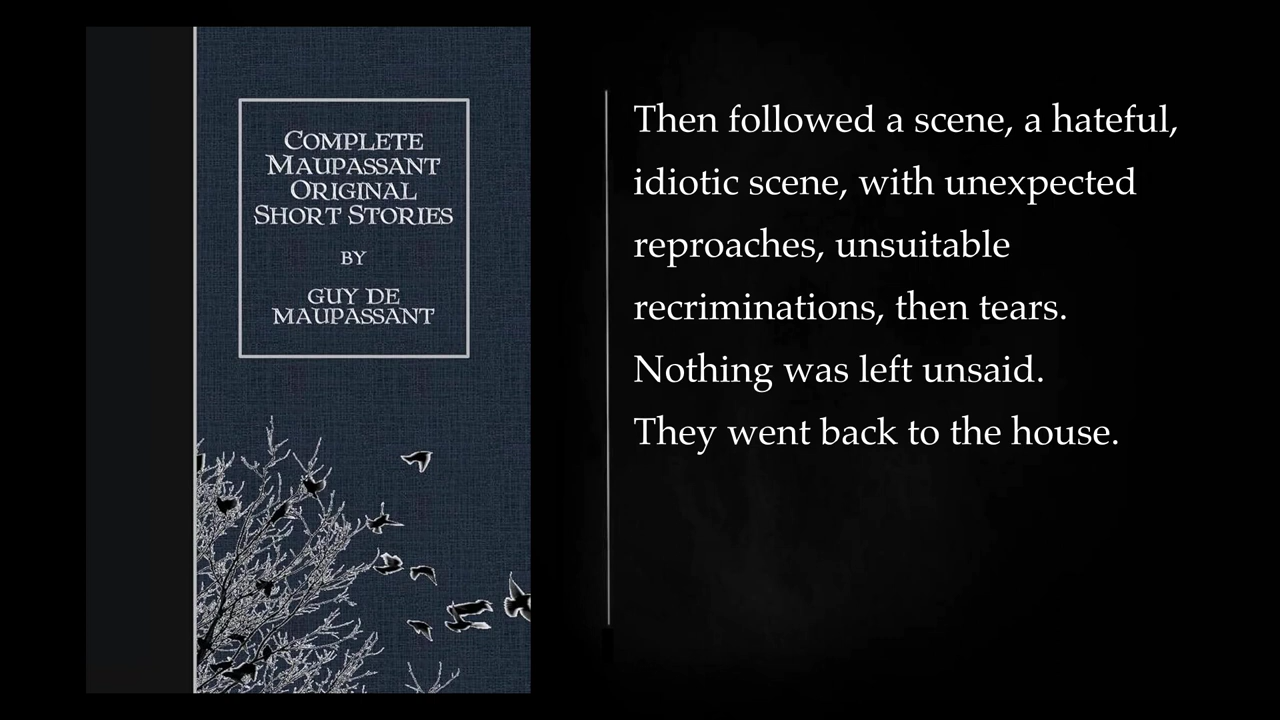 COMPLETE
MAUPASSANT
ORIGINAL
SHORT STORIES
BY
GUY DE
MAUPASSANT
Then followed a scene, a hateful,
idiotic scene, with unexpected
reproaches, unsuitable
recriminations, then tears.
Nothing was left unsaid.
They went back to the house.